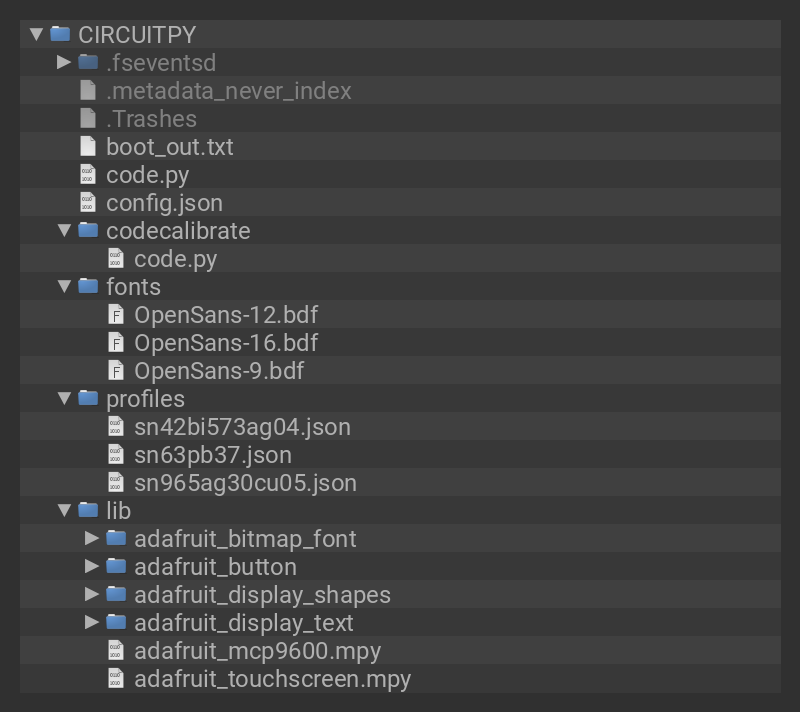 CIRCUITPY
.fseventsd
.metadata_never_index
.Trashes
boot_out.txt
code.py
config.json
codecalibrate
code.py
fonts
OpenSans-12.bdf
OpenSans-16.bdf
OpenSans-9.bdf
profiles
sn42bi573ag04.json
sn63pb37.json
sn965ag30cu05.json
lib
adafruit_bitmap_font
adafruit_button
adafruit_display_shapes
adafruit_display_text
adafruit_mcp9600.mpy
adafruit_touchscreen.mpy